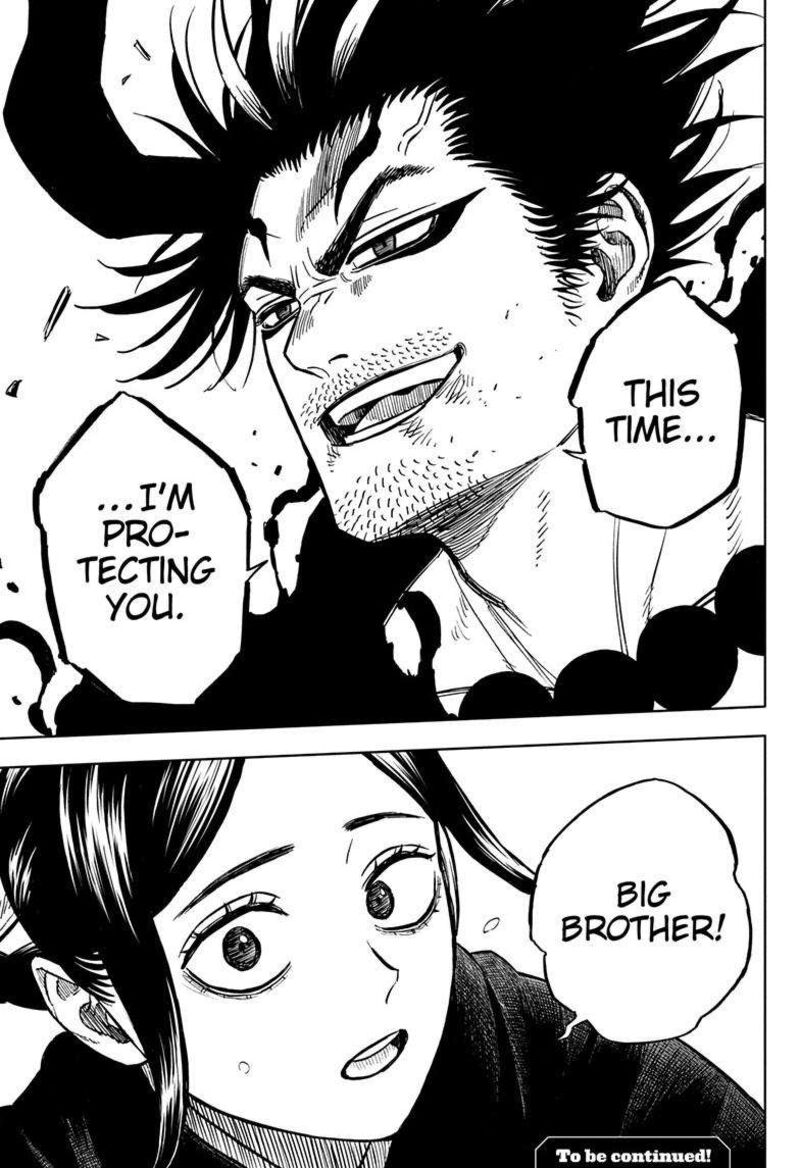 THIS
TIME...
...I'M
PRO-
TECTING
YOU.
BIG
BROTHER!
To be continued!